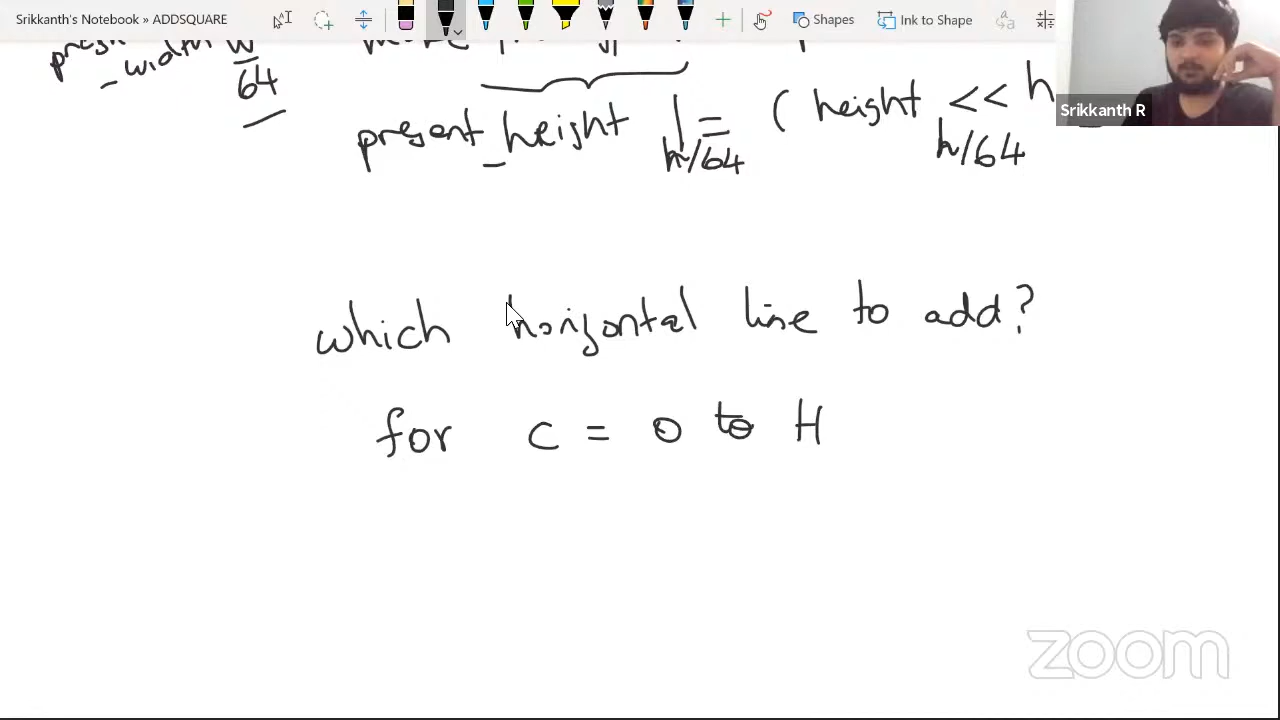 Srikkanth's Notebook » ADDSQUARE
Shapes
Ink to Shape
Srikkanth R
_width w
64
present_height |= (height << h
h/64 h/64
which horizontal line to add?
for c = 0 to H
zoom